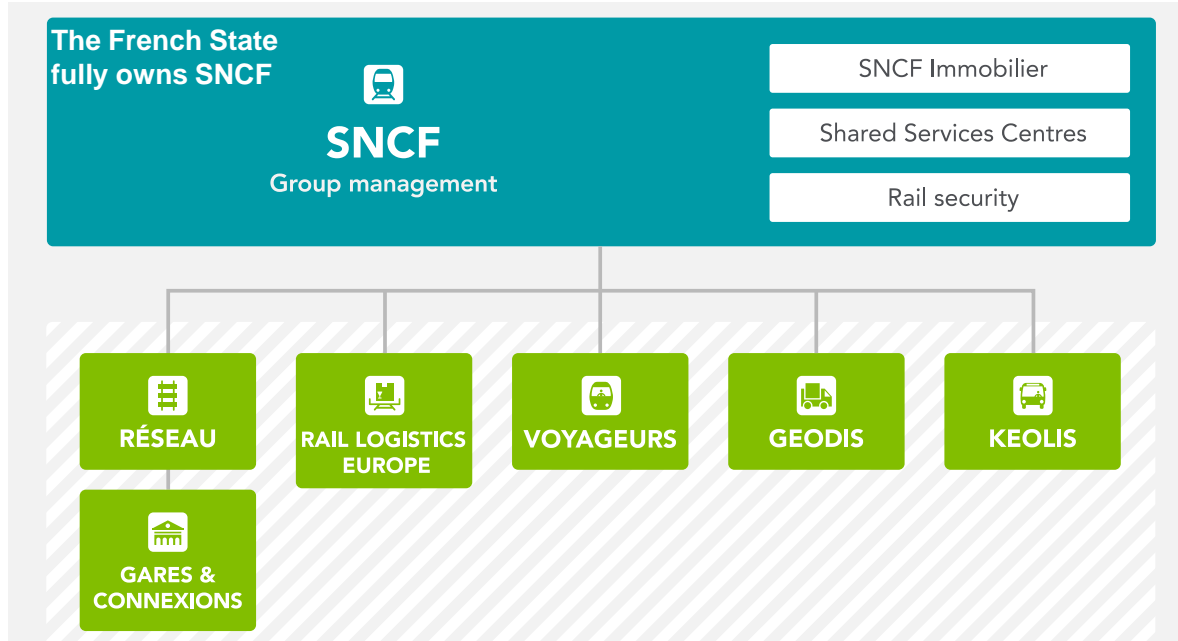 The French State
fully owns SNCF
SNCF
Group management
SNCF Immobilier
Shared Services Centres
Rail security
RÉSEAU
RAIL LOGISTICS
EUROPE
VOYAGEURS
GEODIS
KEOLIS
GARES &
CONNEXIONS